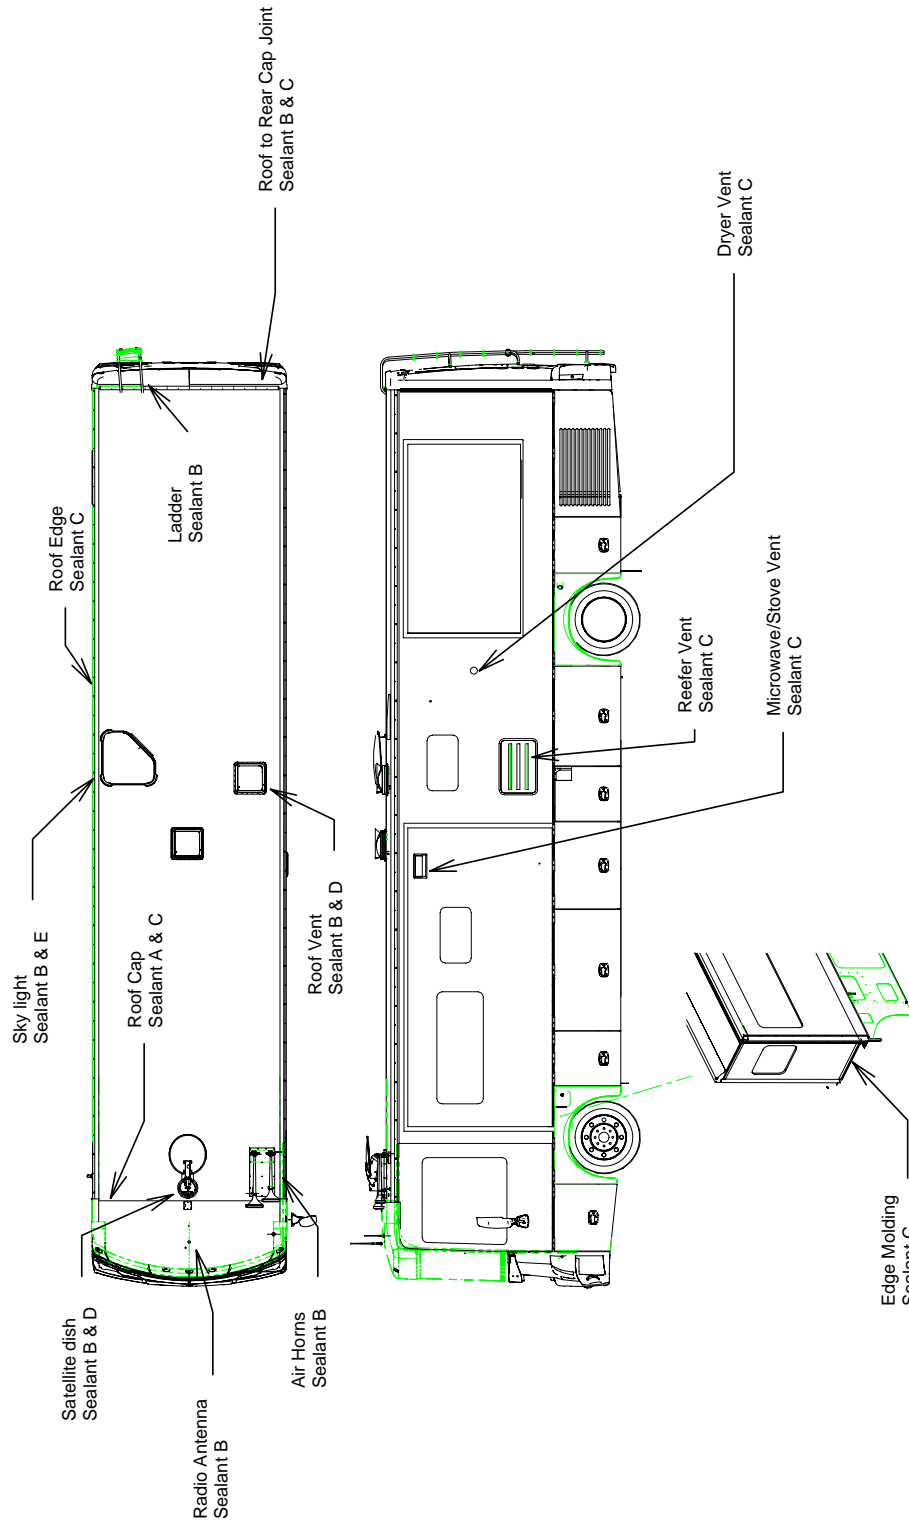 Roof to Rear Cap Joint
Sealant B & C
Dryer Vent
Sealant C
Ladder
Sealant B
Roof Edge
Sealant C
Reefer Vent
Sealant C
Microwave/Stove Vent
Sealant C
Sky light
Sealant B & E
Roof Cap
Sealant A & C
Roof Vent
Sealant B & D
Satellite dish
Sealant B & D
Radio Antenna
Sealant B
Air Horns
Sealant B
Edge Molding
Sealant C